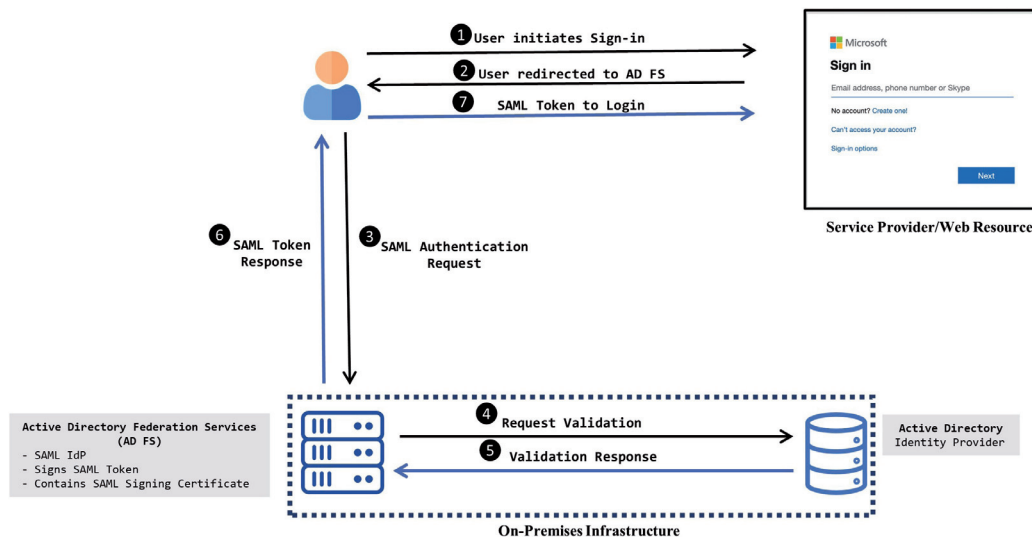 1 User initiates Sign-in
2 User redirected to AD FS
7 SAML Token to Login
Microsoft
Sign in
Email address, phone number or Skype
No account? Create one!
Can't access your account?
Sign-in options
Next
Service Provider/Web Resource
6 SAML Token
Response
3 SAML Authentication
Request
Active Directory Federation Services
(AD FS)
- SAML IdP
- Signs SAML Token
- Contains SAML Signing Certificate
4 Request Validation
5 Validation Response
Active Directory
Identity Provider
On-Premises Infrastructure